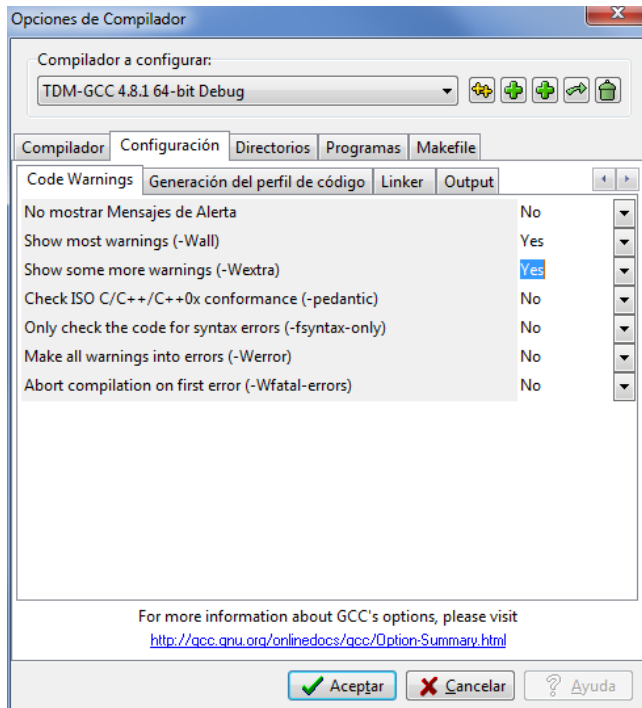 Opciones de Compilador
Compilador a configurar:
TDM-GCC 4.8.1 64-bit Debug
Compilador Configuración Directorios Programas Makefile
Code Warnings Generación del perfil de código Linker Output
No mostrar Mensajes de Alerta No
Show most warnings (-Wall) Yes
Show some more warnings (-Wextra) Yes
Check ISO C/C++/C++0x conformance (-pedantic) No
Only check the code for syntax errors (-fsyntax-only) No
Make all warnings into errors (-Werror) No
Abort compilation on first error (-Wfatal-errors) No
For more information about GCC's options, please visit
http://gcc.gnu.org/onlinedocs/gcc/Option-Summary.html
Aceptar Cancelar Ayuda